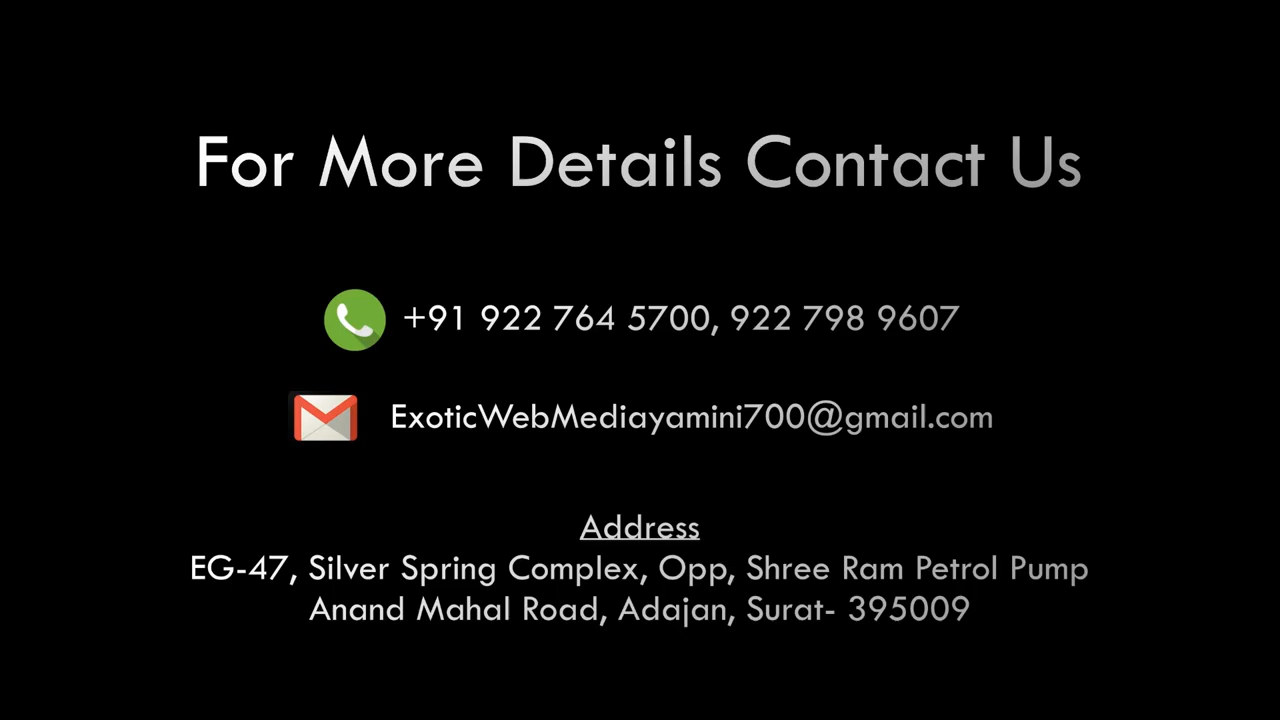 For More Details Contact Us
+91 922 764 5700, 922 798 9607
ExoticWebMediayamini700@gmail.com
Address
EG-47, Silver Spring Complex, Opp, Shree Ram Petrol Pump
Anand Mahal Road, Adajan, Surat- 395009